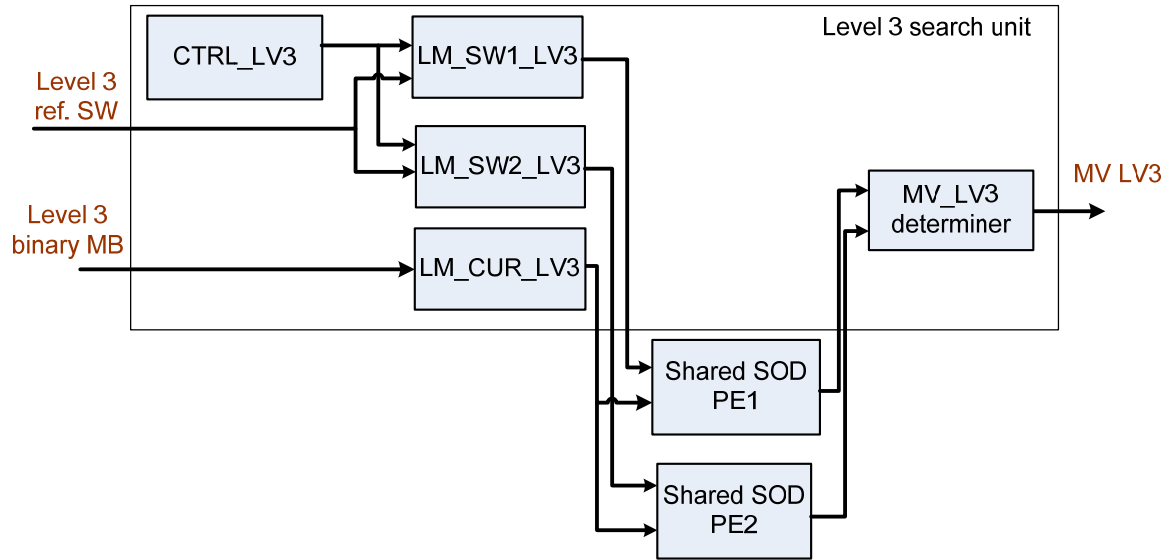 Level 3 search unit
CTRL_LV3
LM_SW1_LV3
Level 3
ref. SW
LM_SW2_LV3
MV_LV3
determiner
MV LV3
Level 3
binary MB
LM_CUR_LV3
Shared SOD
PE1
Shared SOD
PE2